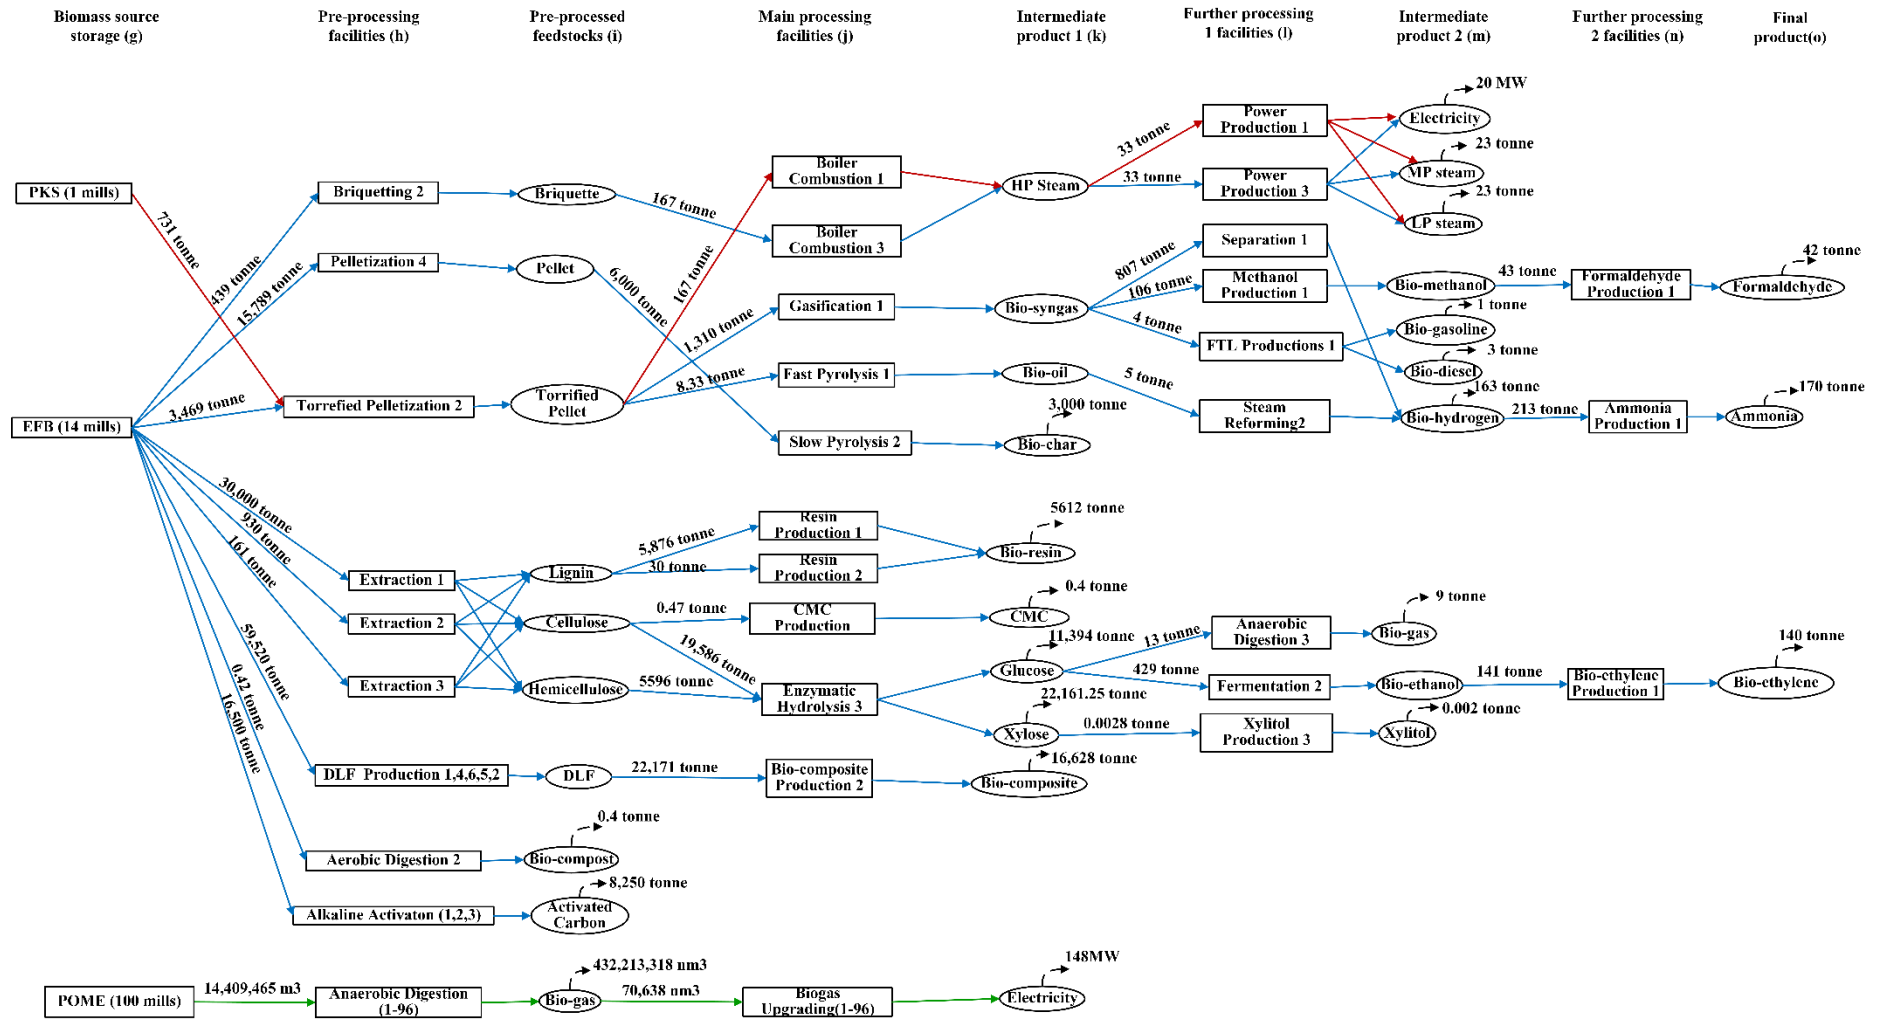 Biomass source
storage (g)
Pre-processing
facilities (h)
Pre-processed
feedstocks (i)
Main processing
facilities (j)
Intermediate
product 1 (k)
Further processing
1 facilities (l)
Intermediate
product 2 (m)
Further processing
2 facilities (n)
Final
product(o)
20 MW
Power
Production 1
Electricity
33 tonne
23 tonne
Boiler
Combustion 1
MP steam
PKS (1 mills)
Briquetting 2
Briquette
HP Steam
33 tonne
Power
Production 3
23 tonne
167 tonne
LP steam
731 tonne
Boiler
Combustion 3
Separation 1
439 tonne
15,789 tonne
Pelletization 4
Pellet
6,000 tonne
167 tonne
807 tonne
42 tonne
106 tonne
Methanol
Production 1
Bio-methanol
43 tonne
Formaldehyde
Production 1
Formaldehyde
Gasification 1
Bio-syngas
1 tonne
1,310 tonne
4 tonne
Bio-gasoline
FTL Productions 1
3 tonne
8.33 tonne
Fast Pyrolysis 1
Bio-oil
5 tonne
Bio-diesel
163 tonne
170 tonne
3,469 tonne
Torrefied Pelletization 2
Torrified
Pellet
3,000 tonne
Steam
Reforming2
Bio-hydrogen
213 tonne
Ammonia
Production 1
Ammonia
EFB (14 mills)
Slow Pyrolysis 2
Bio-char
30,000 tonne
930 tonne
161 tonne
5612 tonne
5,876 tonne
Resin
Production 1
Bio-resin
30 tonne
Resin
Production 2
Extraction 1
Lignin
0.4 tonne
0.47 tonne
CMC
Production
CMC
9 tonne
Extraction 2
Cellulose
59,520 tonne
0.42 tonne
16,500 tonne
19,586 tonne
11,394 tonne
13 tonne
Anaerobic
Digestion 3
Bio-gas
140 tonne
Glucose
429 tonne
Extraction 3
Hemicellulose
5596 tonne
Enzymatic
Hydrolysis 3
Fermentation 2
Bio-ethanol
141 tonne
Bio-ethylene
Production 1
Bio-ethylene
22,161.25 tonne
0.002 tonne
Xylose
0.0028 tonne
Xylitol
Production 3
Xylitol
16,628 tonne
DLF Production 1,4,6,5,2
DLF
22,171 tonne
Bio-composite
Production 2
Bio-composite
0.4 tonne
Aerobic Digestion 2
Bio-compost
8,250 tonne
Alkaline Activaton (1,2,3)
Activated
Carbon
432,213,318 nm3
148MW
POME (100 mills)
14,409,465 m3
Anaerobic Digestion
(1-96)
Bio-gas
70,638 nm3
Biogas
Upgrading(1-96)
Electricity